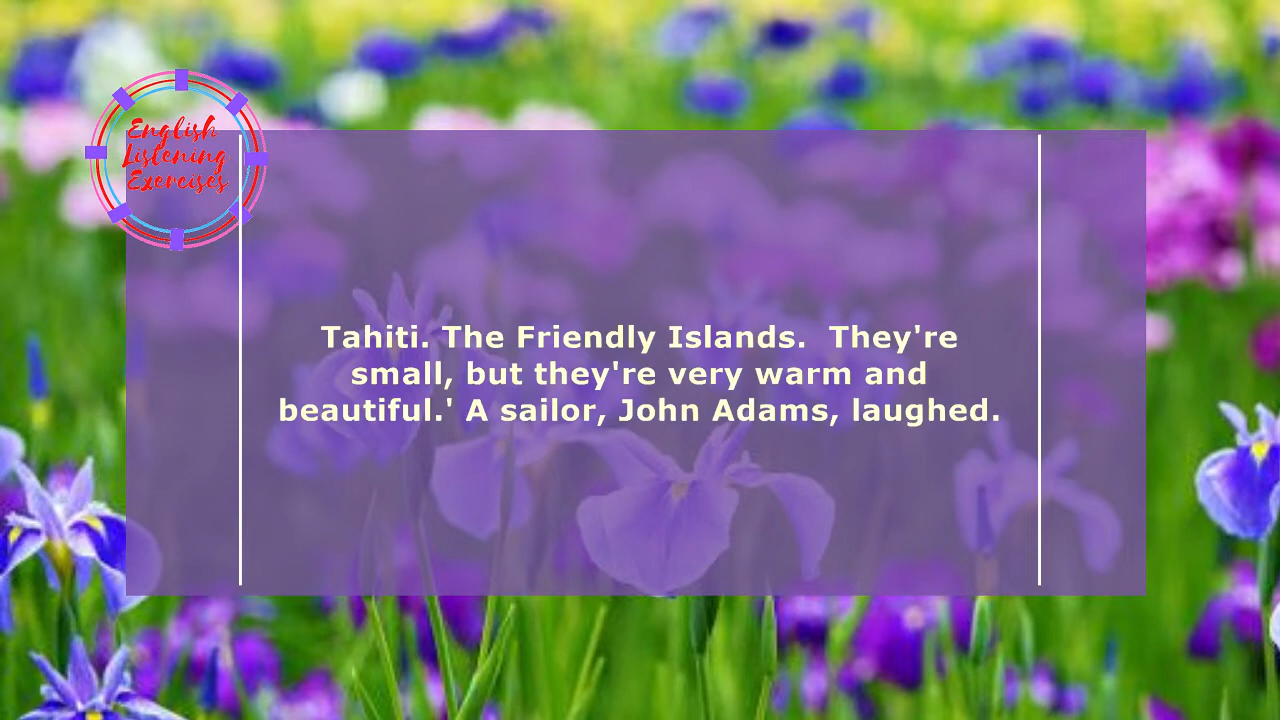 English
Listening
Exercises
Tahiti. The Friendly Islands.  They're
small, but they're very warm and
beautiful.' A sailor, John Adams, laughed.